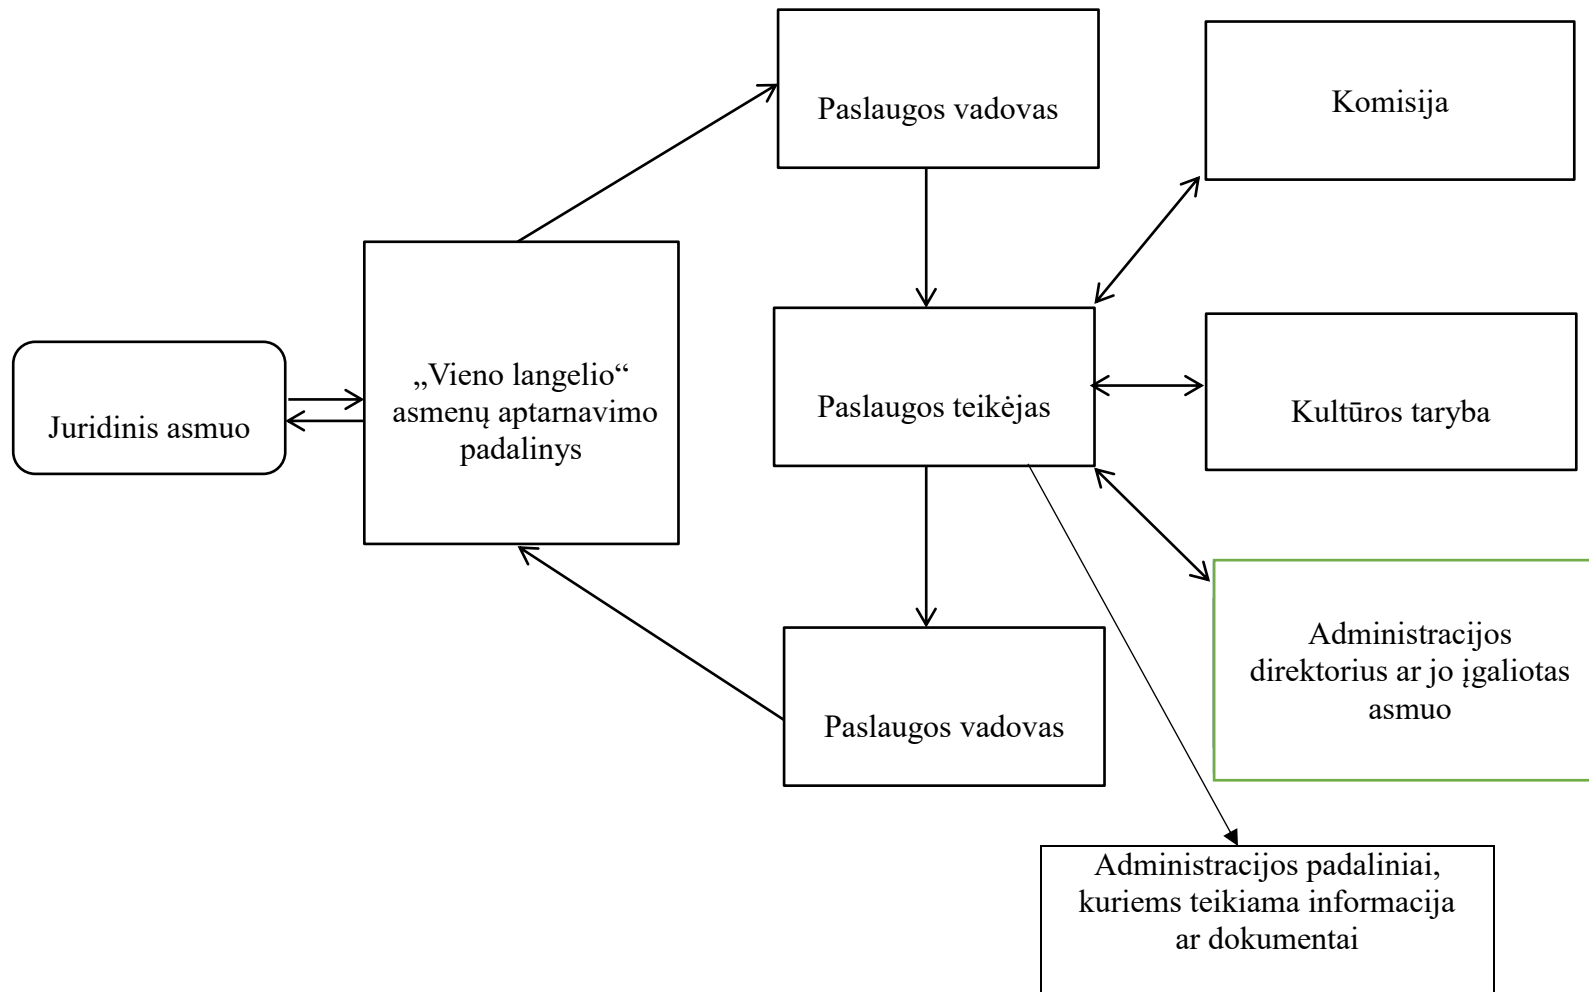 Paslaugos vadovas
Komisija
„Vieno langelio“
asmenų aptarnavimo
padalinys
Juridinis asmuo
Paslaugos teikėjas
Kultūros taryba
Administracijos
direktorius ar jo įgaliotas
asmuo
Paslaugos vadovas
Administracijos padaliniai,
kuriems teikiama informacija
ar dokumentai